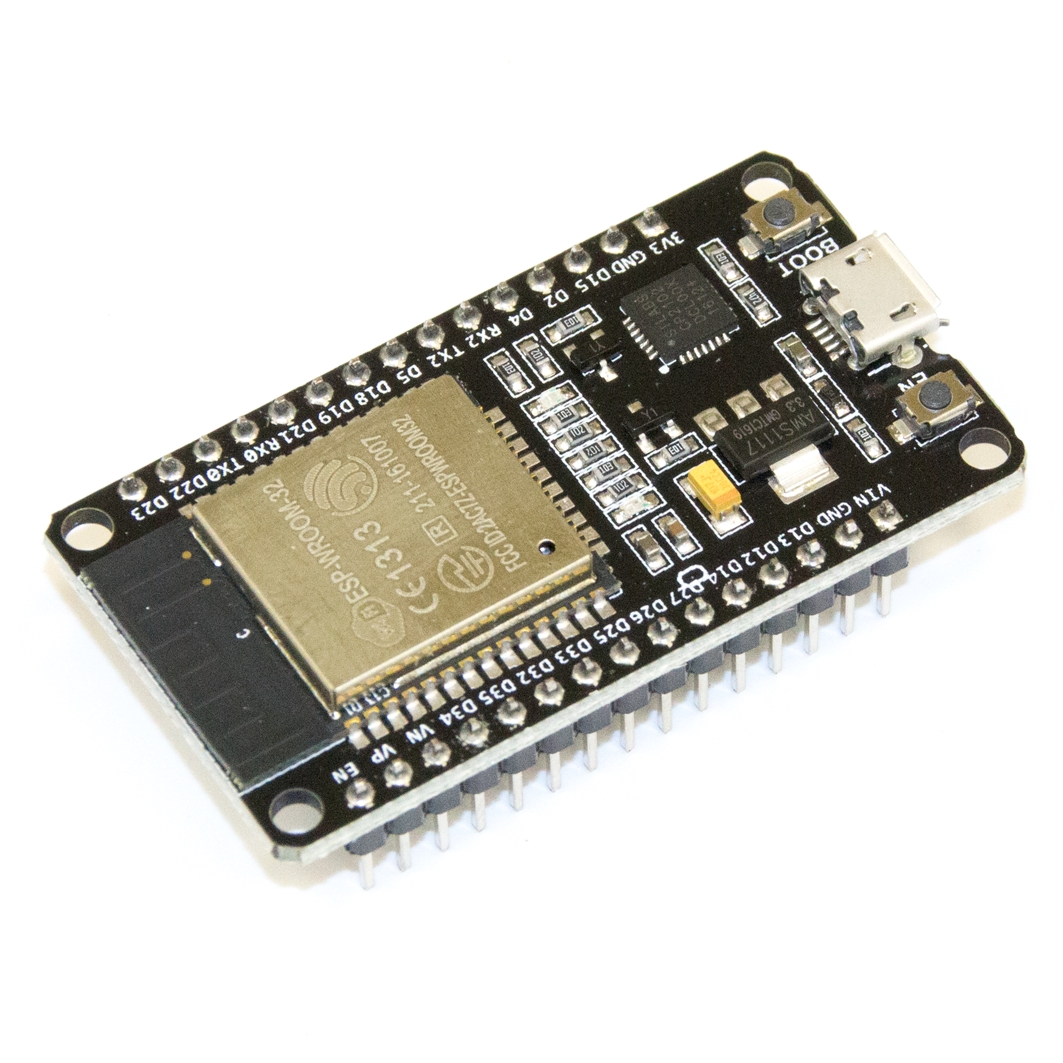 BOOT
3V3
GND
D15
D2
D4
RX2
TX2
D5
D18
D19
D21
RX0
TX0
D22
D23
EN
AMS1117
3.3
VIN
GND
D13
D12
D14
D27
D26
D25
D33
D32
D35
D34
VN
VP
EN
ESP-WROOM-32
CE1313
R 211-161007
FCC ID:2AC7Z-ESPWROOM32